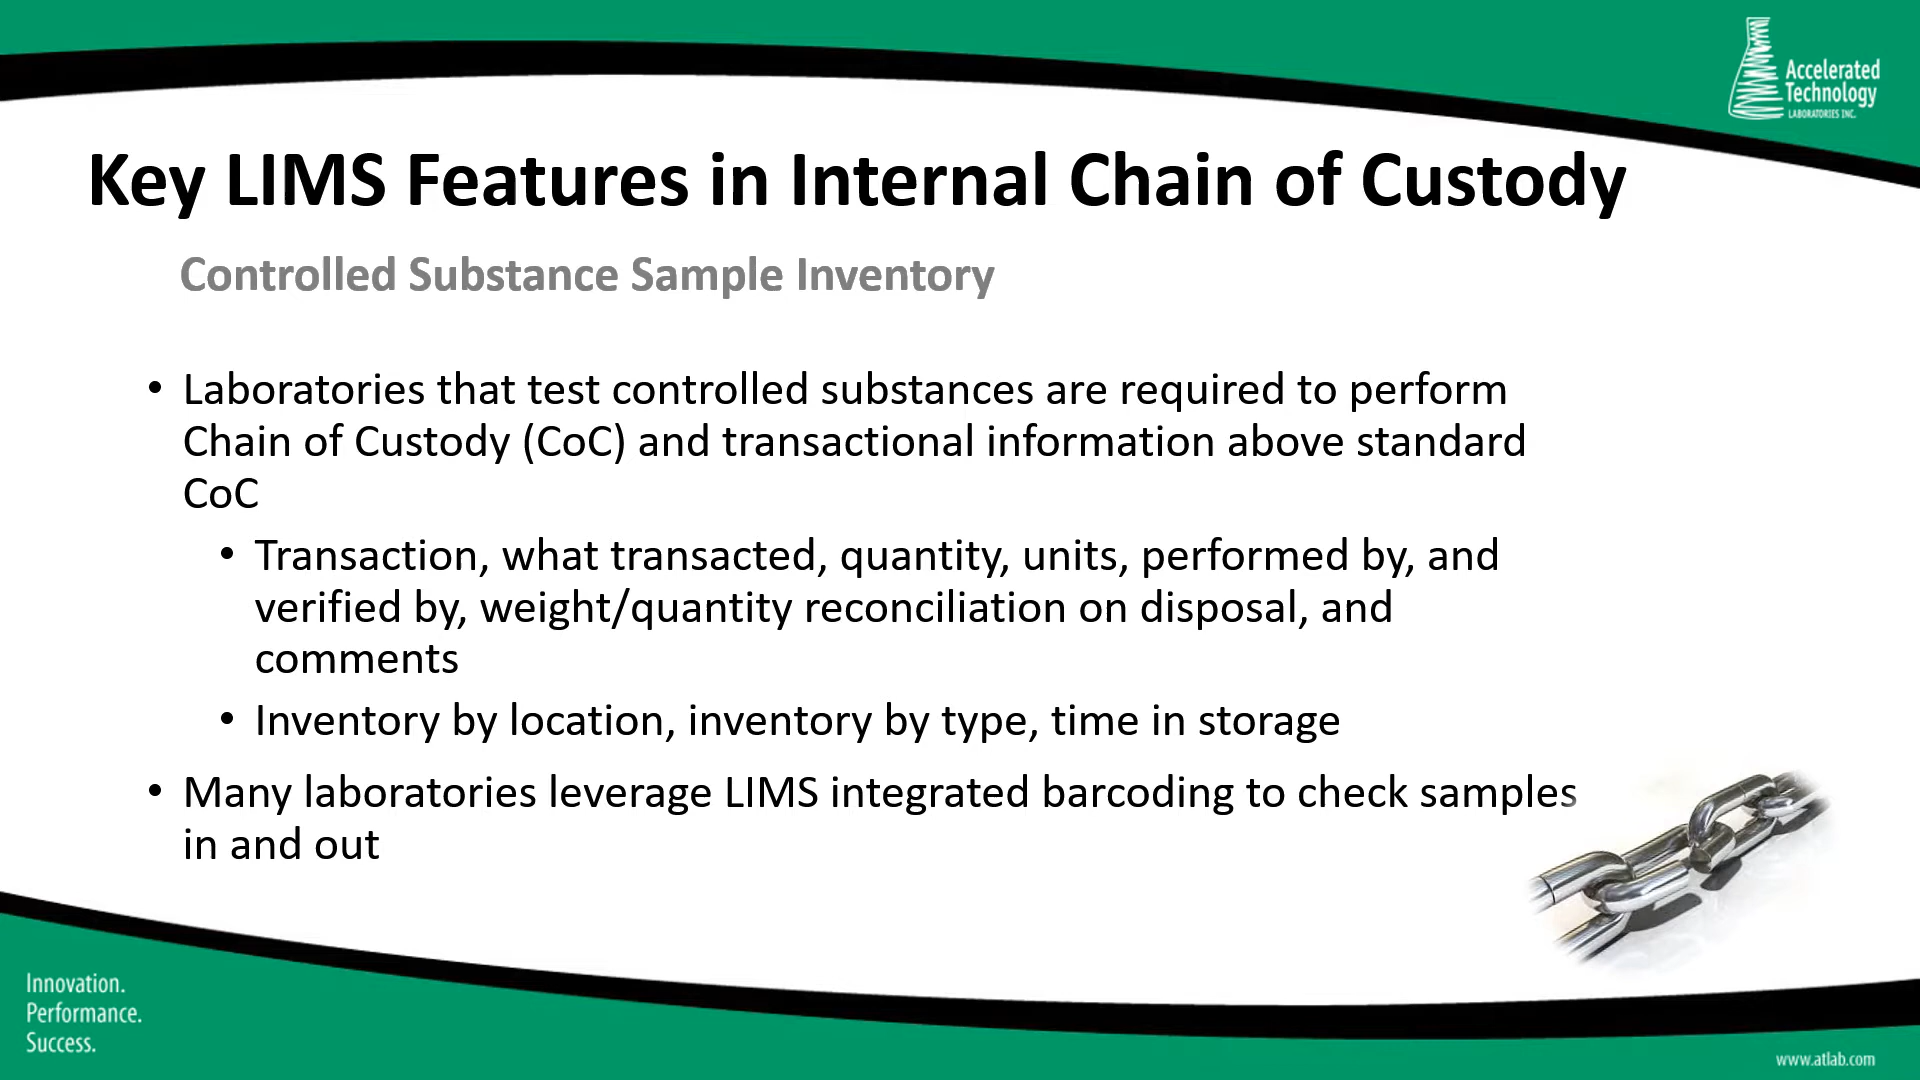 Accelerated
Technology
LABORATORIES INC.
Key LIMS Features in Internal Chain of Custody
Controlled Substance Sample Inventory
• Laboratories that test controlled substances are required to perform
Chain of Custody (CoC) and transactional information above standard
CoC
• Transaction, what transacted, quantity, units, performed by, and
verified by, weight/quantity reconciliation on disposal, and
comments
• Inventory by location, inventory by type, time in storage
• Many laboratories leverage LIMS integrated barcoding to check samples
in and out
Innovation.
Performance.
Success.
www.atlab.com